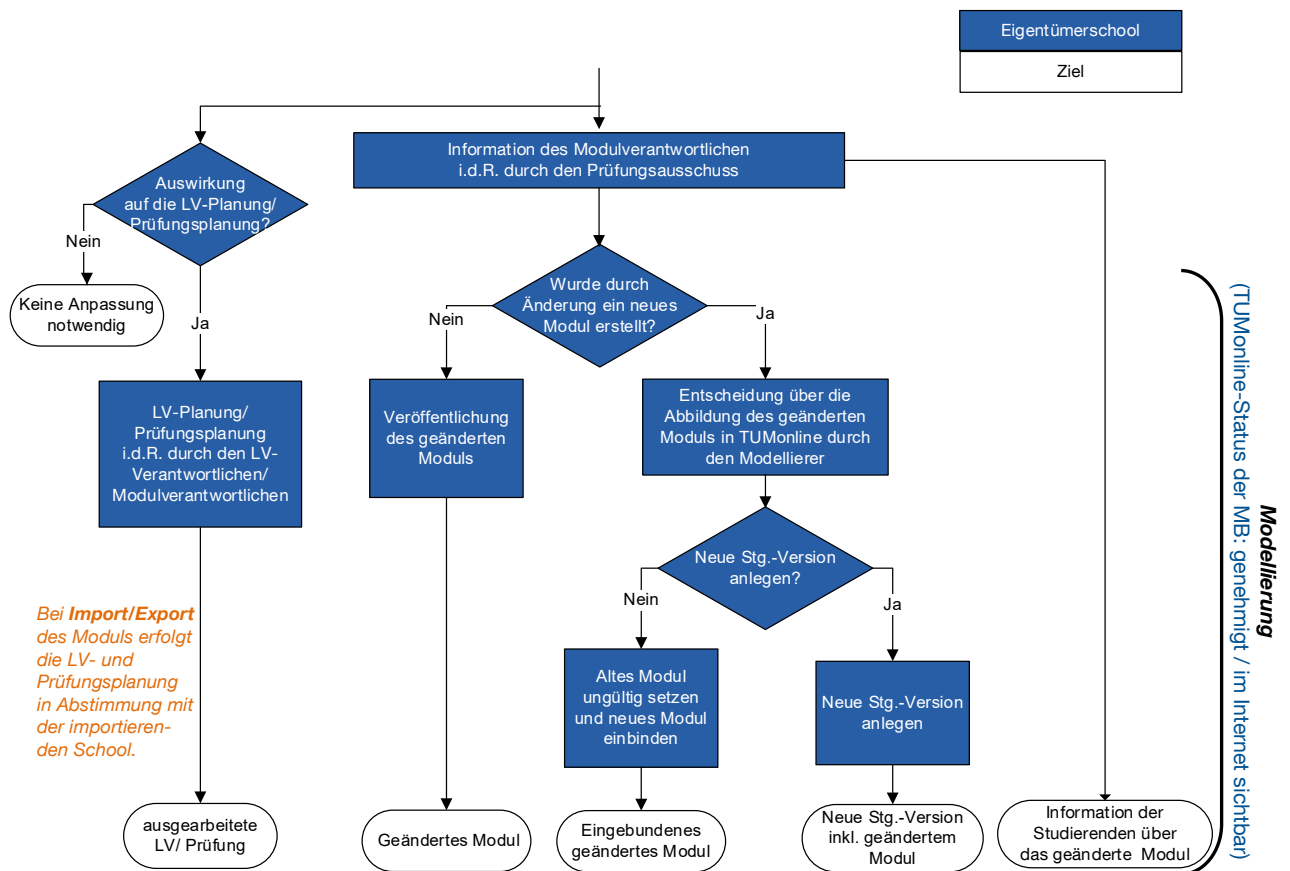 Eigentümerschool
Ziel
Information des Modulverantwortlichen
i.d.R. durch den Prüfungsausschuss
Auswirkung
auf die LV-Planung/
Prüfungsplanung?
Nein
Keine Anpassung
notwendig
Ja
Wurde durch
Änderung ein neues
Modul erstellt?
Nein
Ja
LV-Planung/
Prüfungsplanung
i.d.R. durch den LV-
Verantwortlichen/
Modulverantwortlichen
Veröffentlichung
des geänderten
Moduls
Entscheidung über die
Abbildung des geänderten
Moduls in TUMonline durch
den Modellierer
Neue Stg.-Version
anlegen?
Nein
Ja
Bei Import/Export
des Moduls erfolgt
die LV- und
Prüfungsplanung
in Abstimmung mit
der importieren-
den School.
Altes Modul
ungültig setzen
und neues Modul
einbinden
Neue Stg.-Version
anlegen
ausgearbeitete
LV/ Prüfung
Geändertes Modul
Eingebundenes
geändertes Modul
Neue Stg.-Version
inkl. geändertem
Modul
Information der
Studierenden über
das geänderte Modul
Modellierung
(TUMonline-Status der MB: genehmigt / im Internet sichtbar)